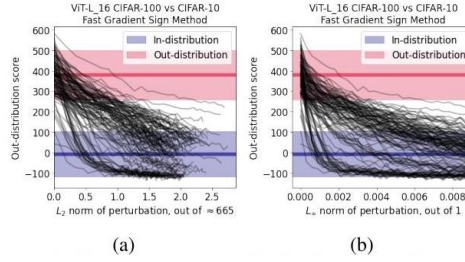 ViT-L_16 CIFAR-100 vs CIFAR-10
Fast Gradient Sign Method
600
500
400
300
200
100
0
−100
Out-distribution score
In-distribution
Out-distribution
0.0 0.5 1.0 1.5 2.0 2.5
L₂ norm of perturbation, out of ≈665
(a)
ViT-L_16 CIFAR-100 vs CIFAR-10
Fast Gradient Sign Method
600
500
400
300
200
100
0
−100
Out-distribution score
In-distribution
Out-distribution
0.000 0.002 0.004 0.006 0.008
L∞ norm of perturbation, out of 1
(b)